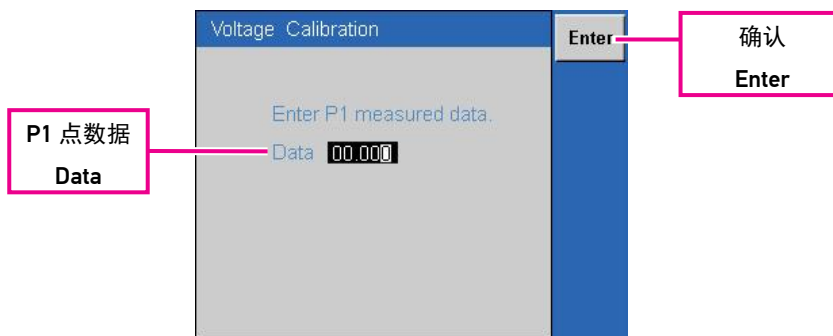 Voltage Calibration
Enter
确认
Enter
Enter P1 measured data.
P1 点数据
Data
Data 00.000